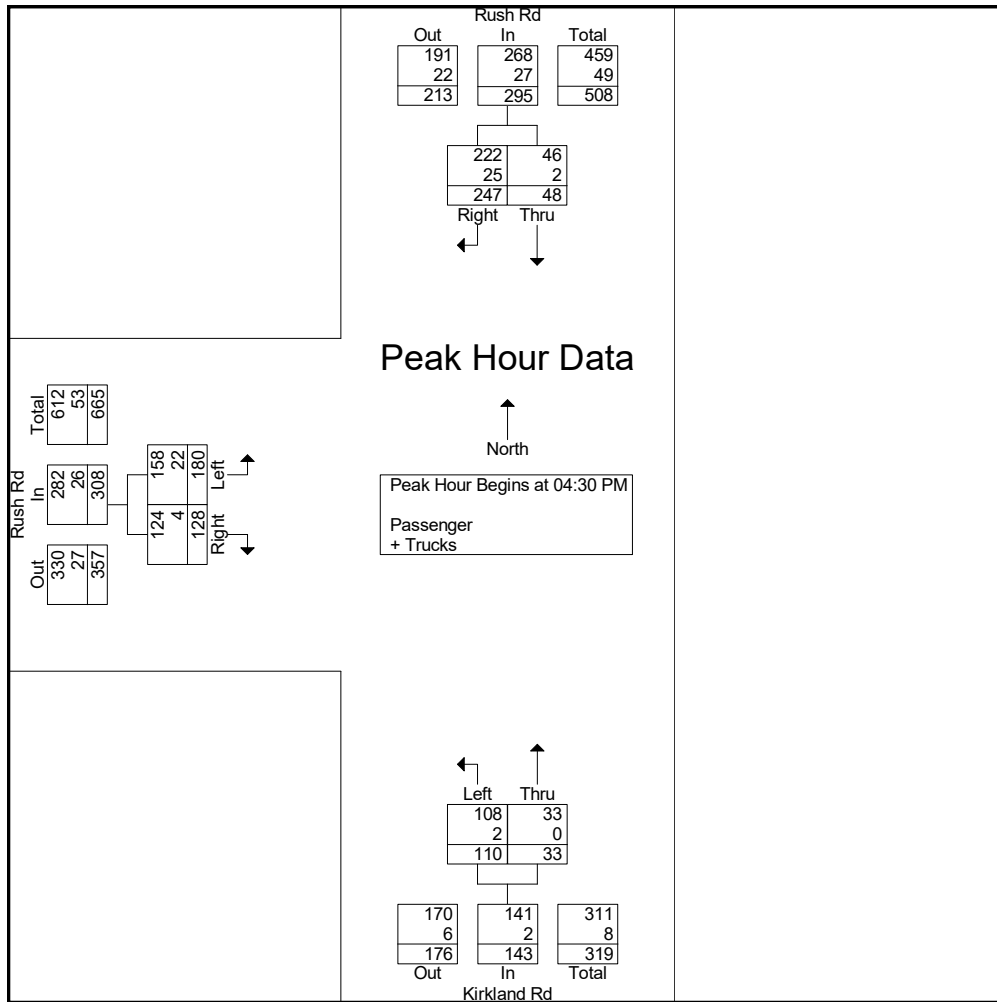 Rush Rd
Out In Total
191 268 459
22 27 49
213 295 508
222 46
25 2
247 48
Right Thru
Peak Hour Data
North
Peak Hour Begins at 04:30 PM
Passenger
+ Trucks
Rush Rd
Total
612
53
665
In
282
26
308
Out
330
27
357
158
22
180
Left
124
4
128
Right
Left Thru
108 33
2 0
110 33
170 141 311
6 2 8
176 143 319
Out In Total
Kirkland Rd